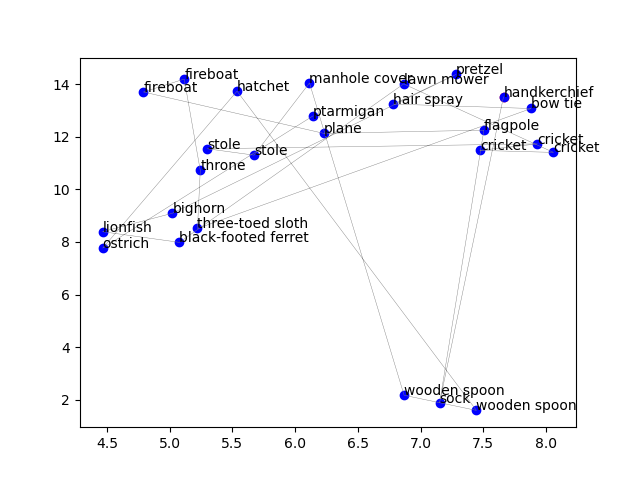 pretzel
fireboat
manhole cover
lawn mower
fireboat
hatchet
handkerchief
hair spray
bow tie
ptarmigan
plane
flagpole
stole
stole
cricket
cricket
cricket
throne
bighorn
three-toed sloth
lionfish
black-footed ferret
ostrich
wooden spoon
sock
wooden spoon
14
12
10
8
6
4
2
4.5 5.0 5.5 6.0 6.5 7.0 7.5 8.0